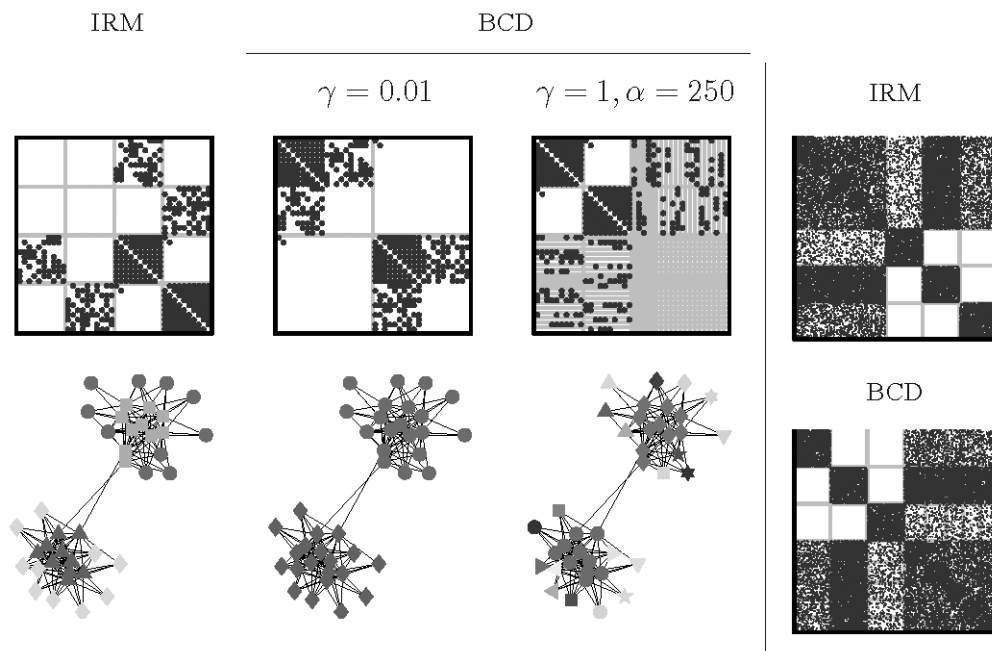 IRM
BCD
γ = 0.01
γ = 1, α = 250
IRM
BCD